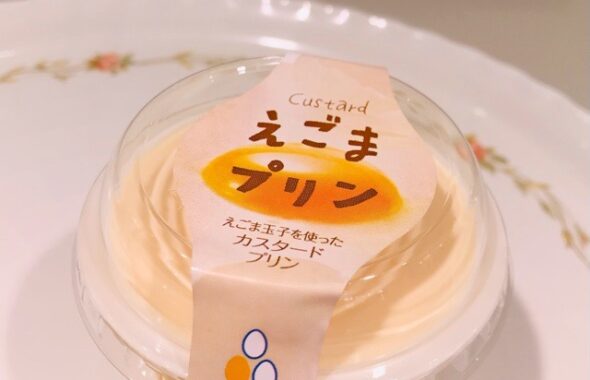 Custard
えごま
プリン
えごま玉子を使った
カスタード
プリン